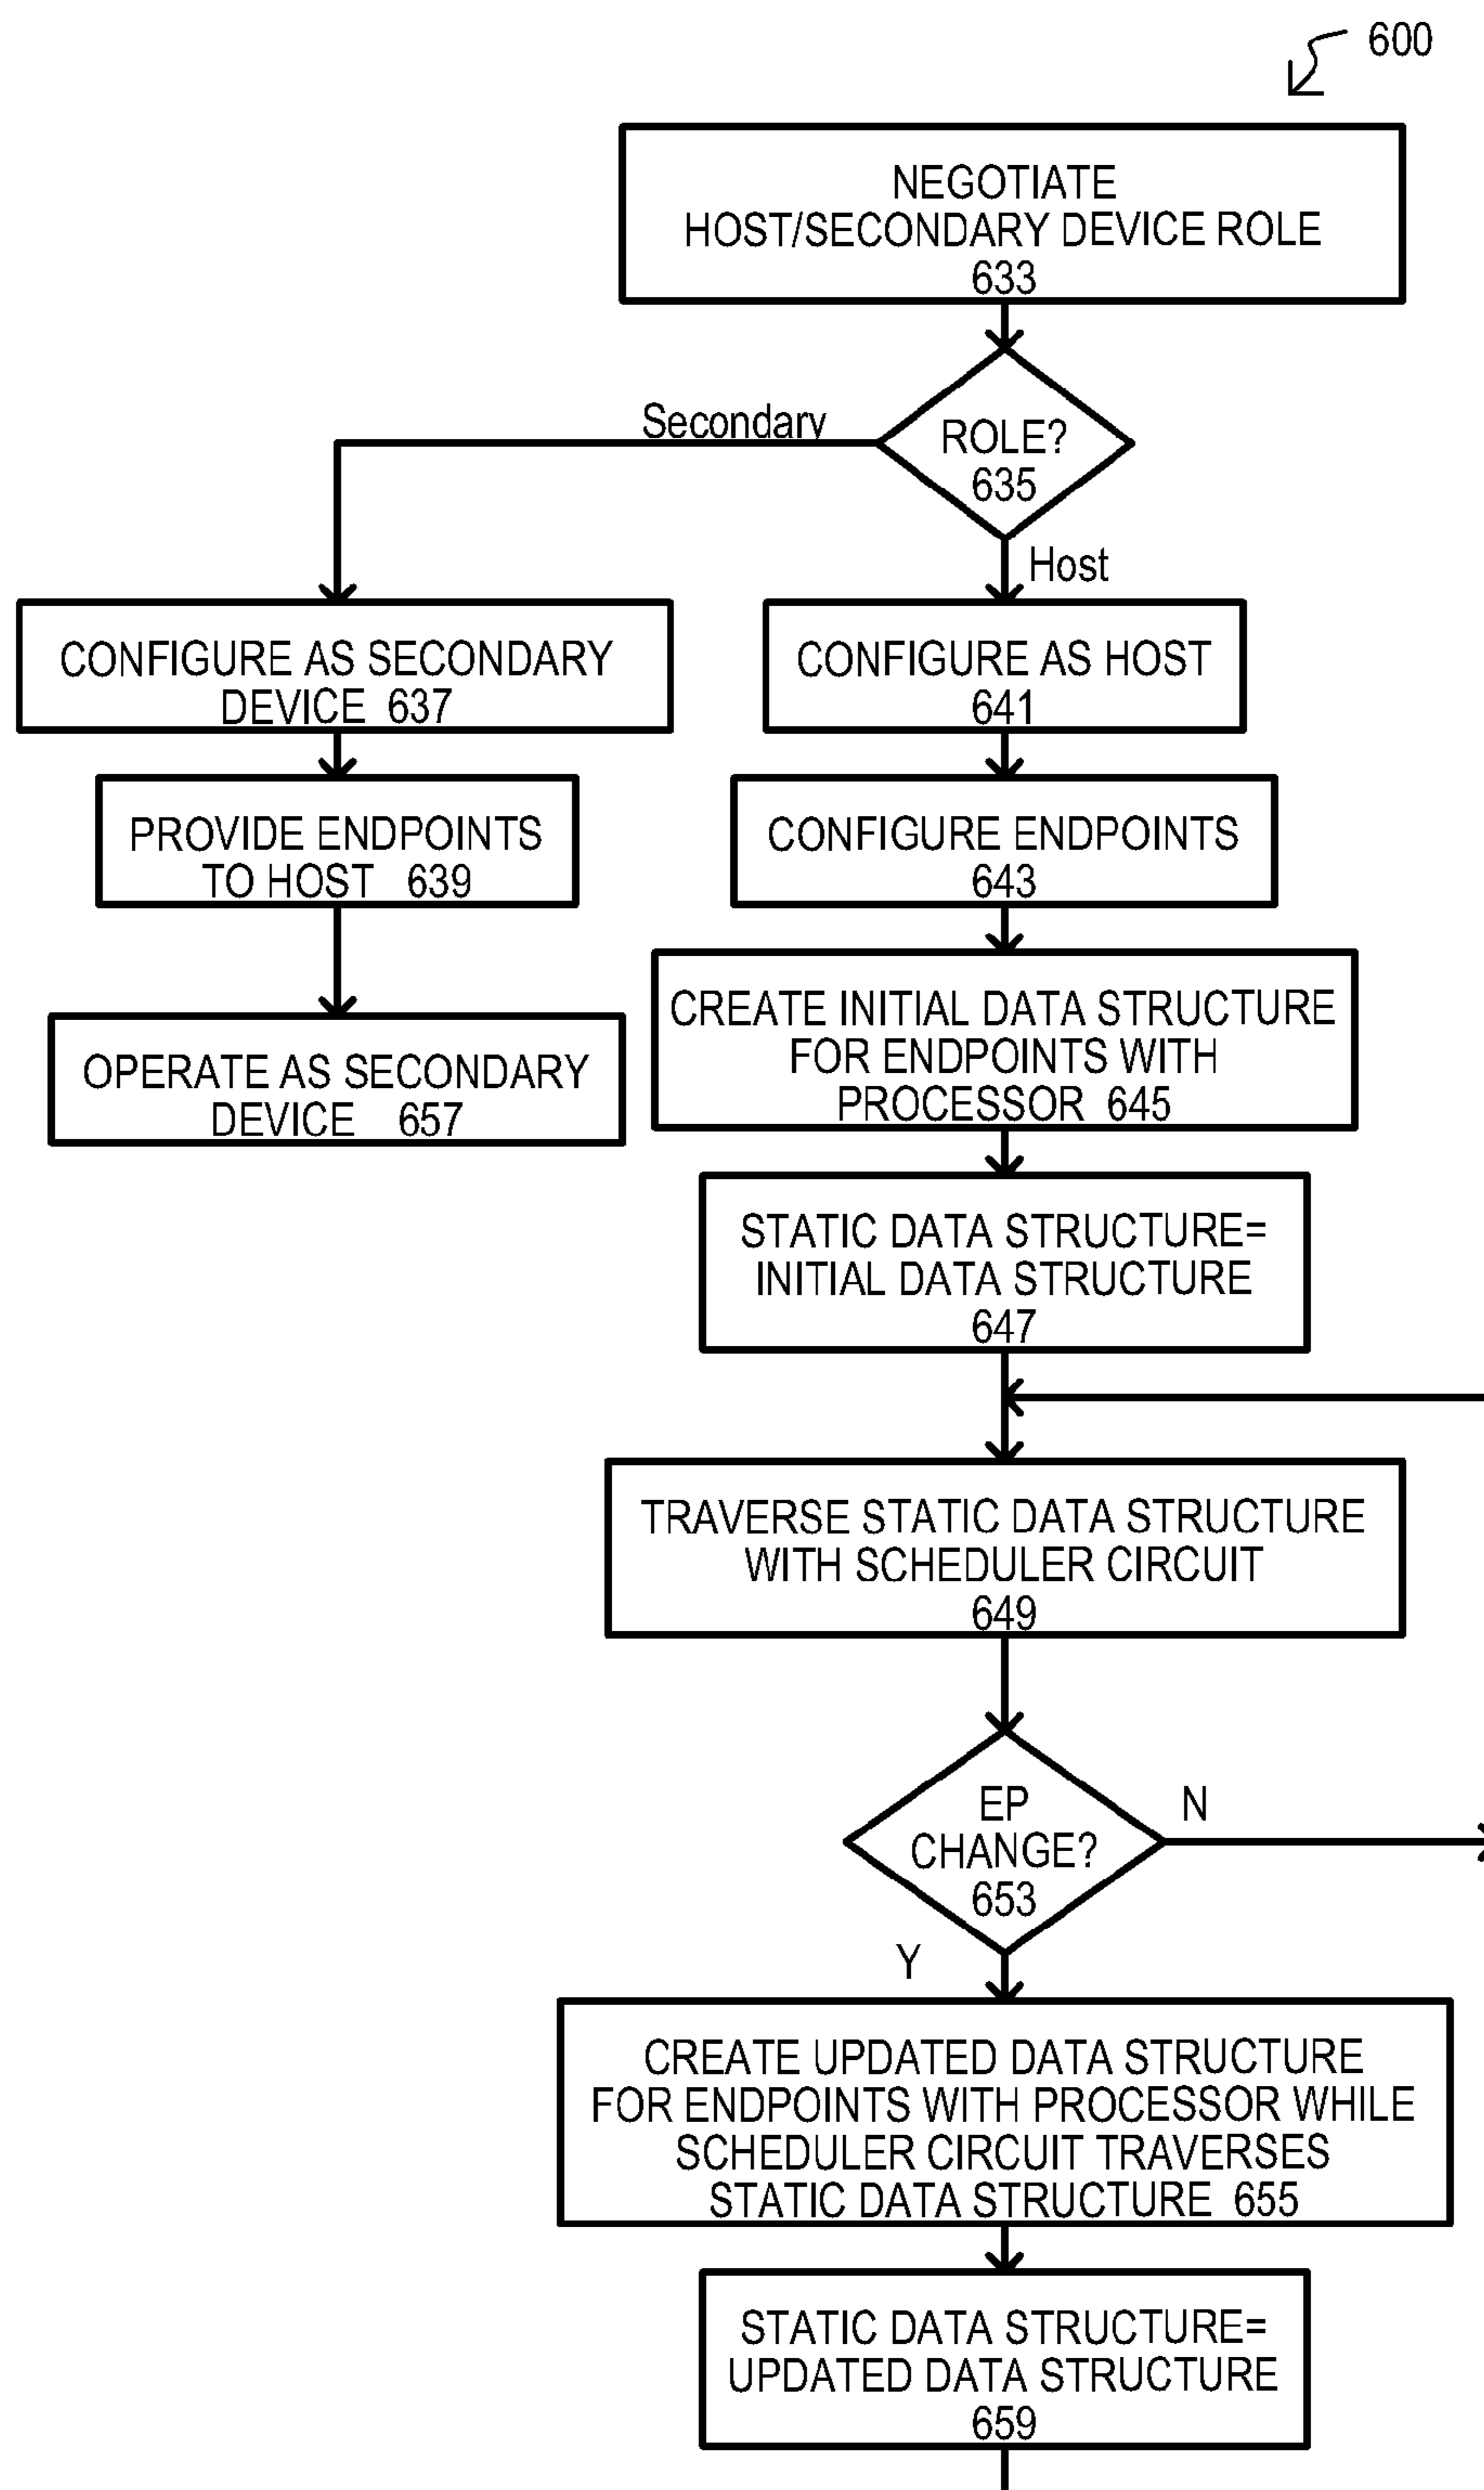 600
NEGOTIATE
HOST/SECONDARY DEVICE ROLE
633
Secondary
ROLE?
635
Host
CONFIGURE AS SECONDARY
DEVICE 637
CONFIGURE AS HOST
641
PROVIDE ENDPOINTS
TO HOST 639
CONFIGURE ENDPOINTS
643
OPERATE AS SECONDARY
DEVICE 657
CREATE INITIAL DATA STRUCTURE
FOR ENDPOINTS WITH
PROCESSOR 645
STATIC DATA STRUCTURE=
INITIAL DATA STRUCTURE
647
TRAVERSE STATIC DATA STRUCTURE
WITH SCHEDULER CIRCUIT
649
EP
CHANGE?
653
N
Y
CREATE UPDATED DATA STRUCTURE
FOR ENDPOINTS WITH PROCESSOR WHILE
SCHEDULER CIRCUIT TRAVERSES
STATIC DATA STRUCTURE 655
STATIC DATA STRUCTURE=
UPDATED DATA STRUCTURE
659